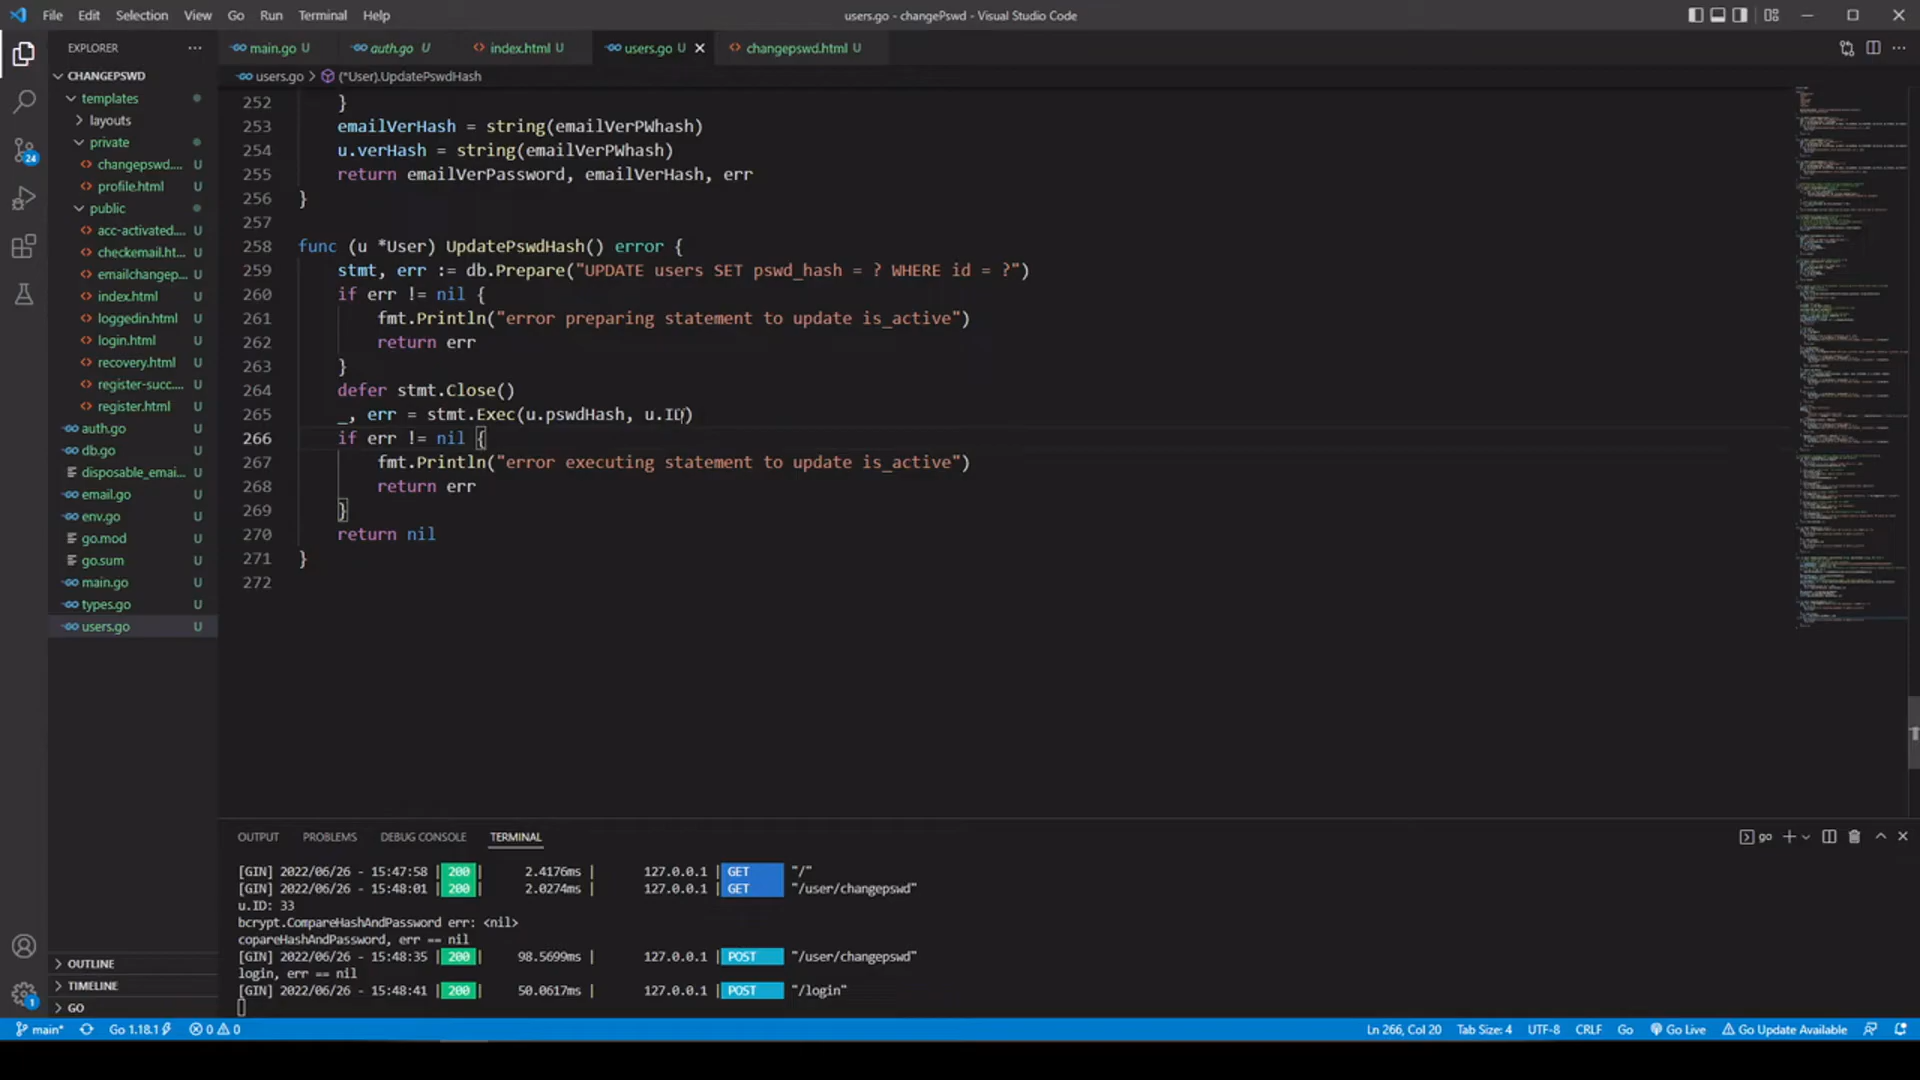 File Edit Selection View Go Run Terminal Help
users.go - changePswd - Visual Studio Code
EXPLORER
main.go U
auth.go U
index.html U
users.go U
changepswd.html U
CHANGEPSWD
users.go > (*User).UpdatePswdHash
templates
layouts
private
changepswd.... U
profile.html U
public
acc-activated.... U
checkemail.ht... U
emailchangep... U
index.html U
loggedin.html U
login.html U
recovery.html U
register-succ.... U
register.html U
auth.go U
db.go U
disposable_emai... U
email.go U
env.go U
go.mod U
go.sum U
main.go U
types.go U
users.go U
24
252 }
253 emailVerHash = string(emailVerPWhash)
254 u.verHash = string(emailVerPWhash)
255 return emailVerPassword, emailVerHash, err
256 }
257
258 func (u *User) UpdatePswdHash() error {
259 stmt, err := db.Prepare("UPDATE users SET pswd_hash = ? WHERE id = ?")
260 if err != nil {
261 fmt.Println("error preparing statement to update is_active")
262 return err
263 }
264 defer stmt.Close()
265 _, err = stmt.Exec(u.pswdHash, u.ID)
266 if err != nil {
267 fmt.Println("error executing statement to update is_active")
268 return err
269 }
270 return nil
271 }
272
OUTPUT PROBLEMS DEBUG CONSOLE TERMINAL
go
[GIN] 2022/06/26 - 15:47:58 | 200 | 2.4176ms | 127.0.0.1 | GET "/"
[GIN] 2022/06/26 - 15:48:01 | 200 | 2.0274ms | 127.0.0.1 | GET "/user/changepswd"
u.ID: 33
bcrypt.CompareHashAndPassword err: <nil>
copareHashAndPassword, err == nil
[GIN] 2022/06/26 - 15:48:35 | 200 | 98.5699ms | 127.0.0.1 | POST "/user/changepswd"
login, err == nil
[GIN] 2022/06/26 - 15:48:41 | 200 | 50.0617ms | 127.0.0.1 | POST "/login"
OUTLINE
TIMELINE
GO
1
main* Go 1.18.1 0 0 Ln 266, Col 20 Tab Size: 4 UTF-8 CRLF Go Go Live Go Update Available